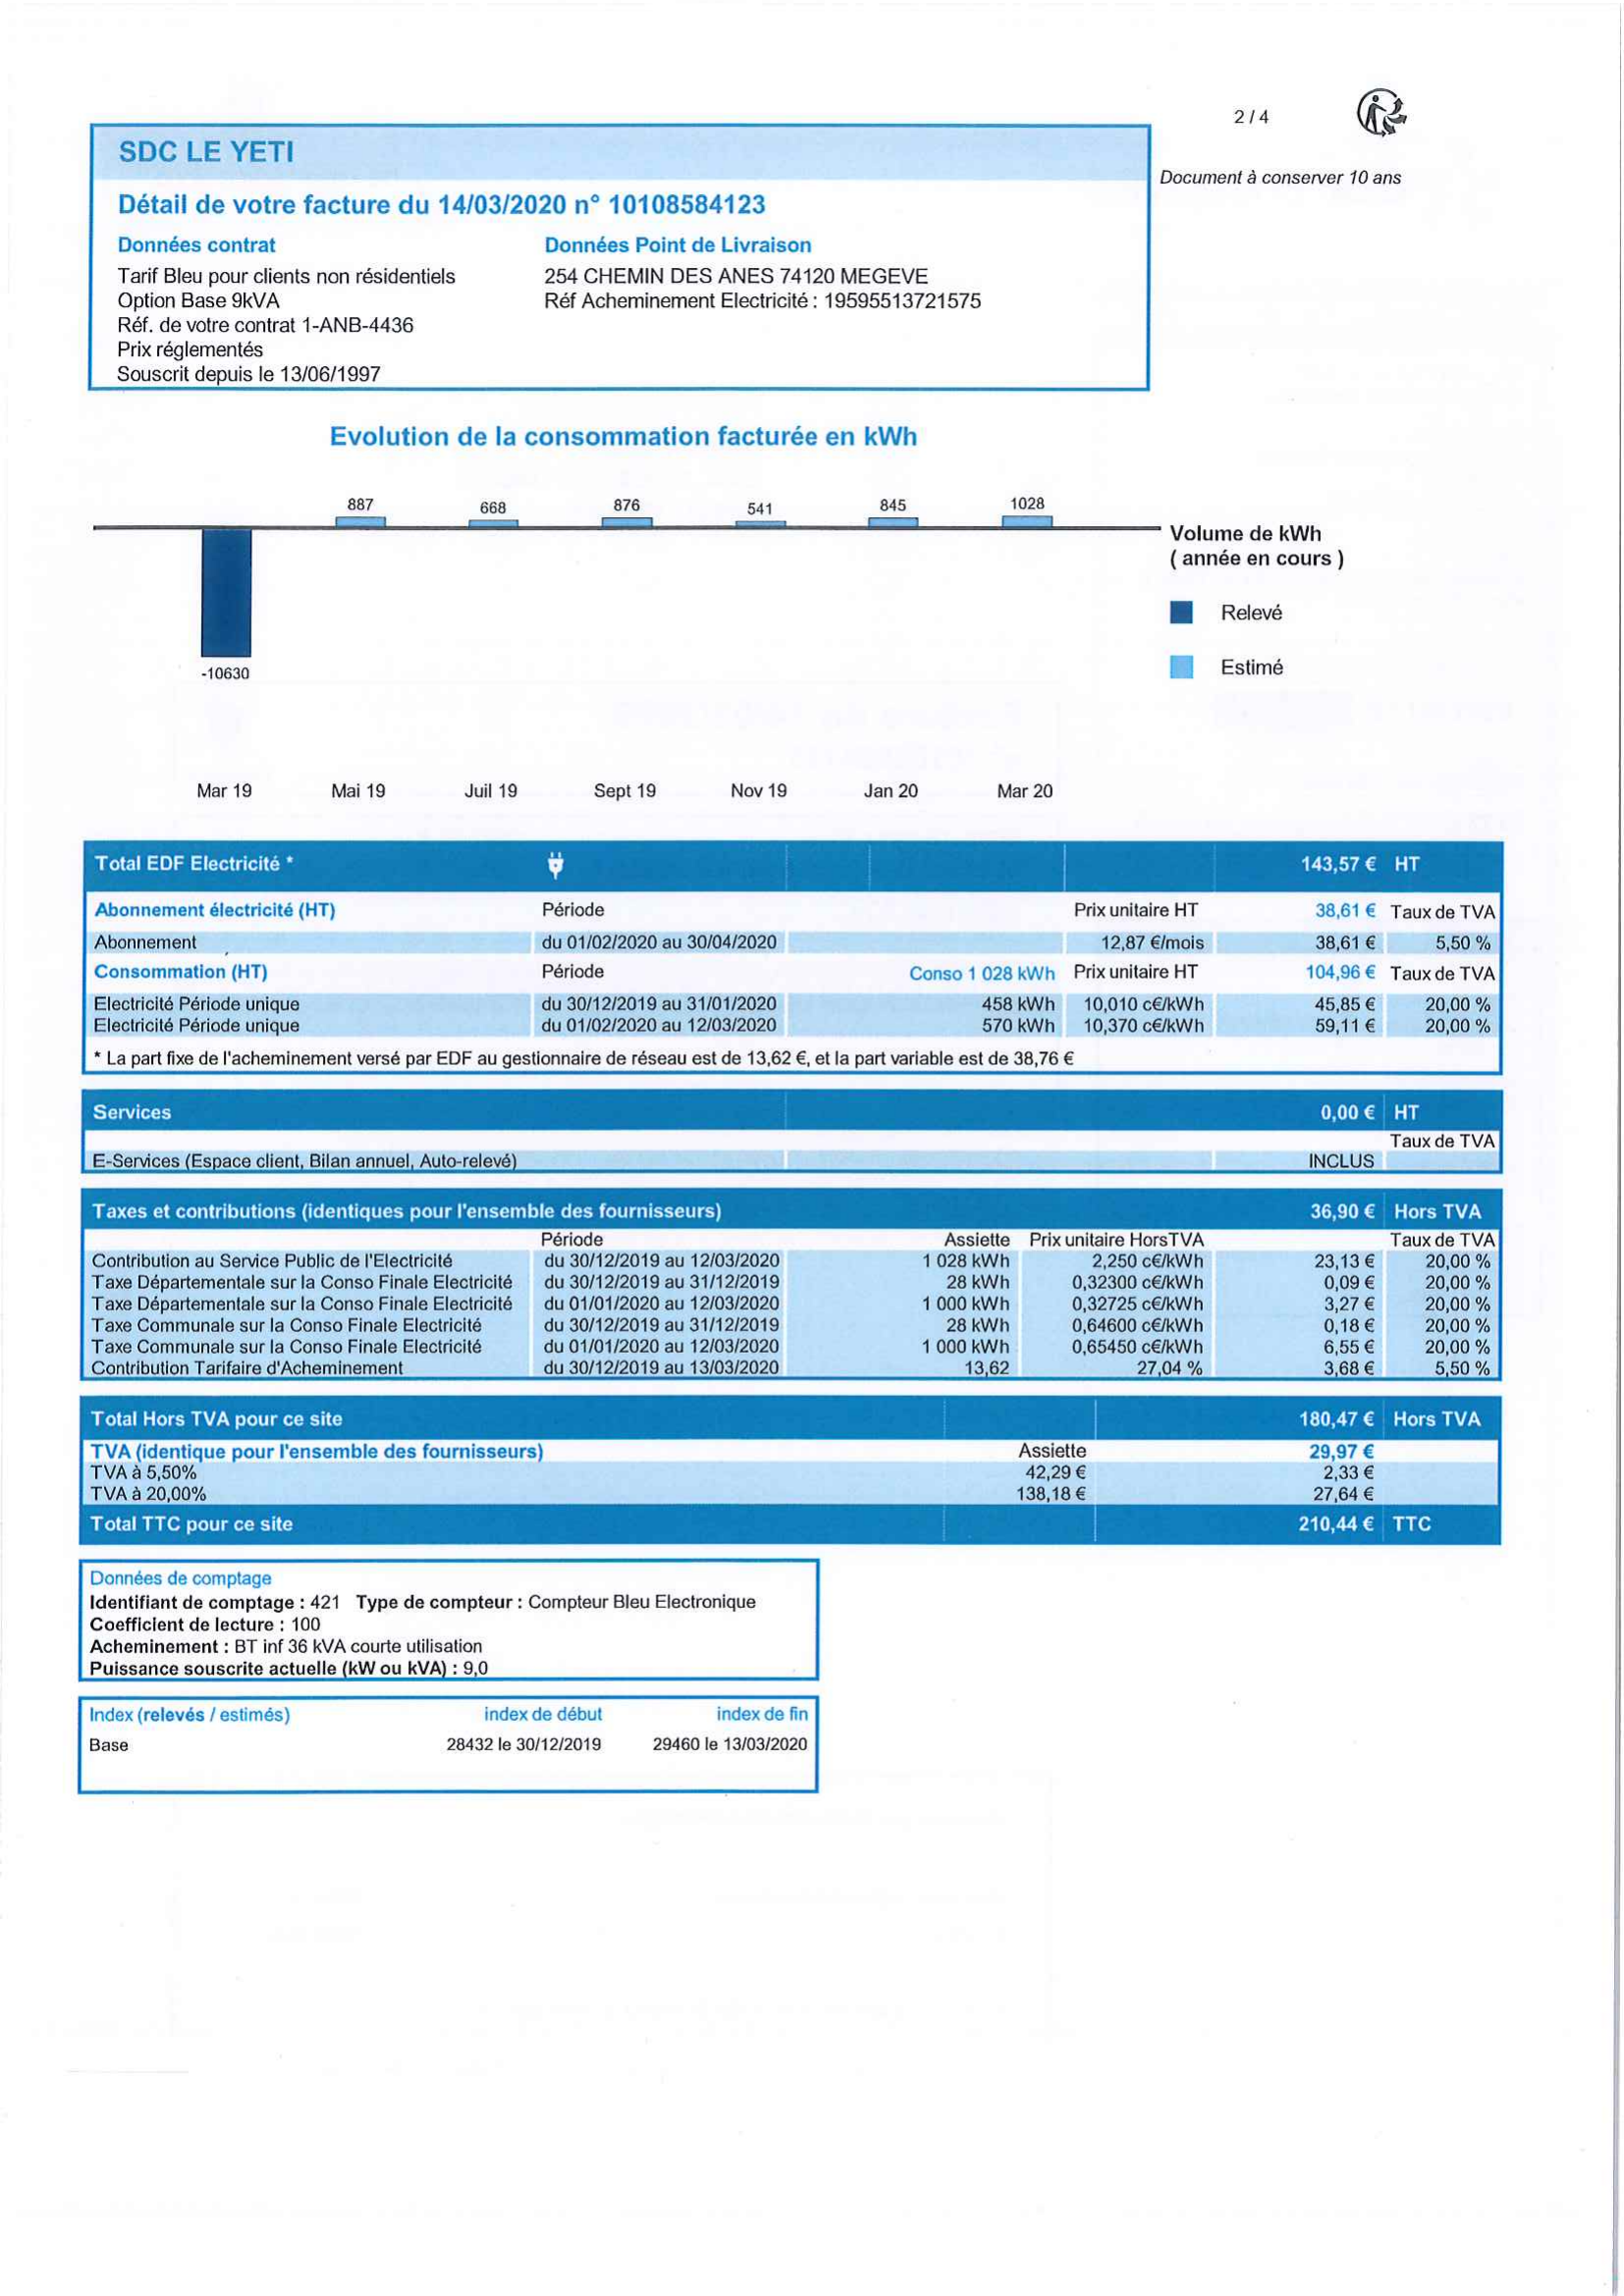 2 / 4
Document à conserver 10 ans
SDC LE YETI
Détail de votre facture du 14/03/2020 n° 10108584123
Données contrat
Tarif Bleu pour clients non résidentiels
Option Base 9kVA
Réf. de votre contrat 1-ANB-4436
Prix réglementés
Souscrit depuis le 13/06/1997
Données Point de Livraison
254 CHEMIN DES ANES 74120 MEGEVE
Réf Acheminement Electricité : 19595513721575
Evolution de la consommation facturée en kWh
887 668 876 541 845 1028
-10630
Volume de kWh
( année en cours )
Relevé
Estimé
Mar 19 Mai 19 Juil 19 Sept 19 Nov 19 Jan 20 Mar 20
Total EDF Electricité * 143,57 € HT
Abonnement électricité (HT) Période Prix unitaire HT 38,61 € Taux de TVA
Abonnement du 01/02/2020 au 30/04/2020 12,87 €/mois 38,61 € 5,50 %
Consommation (HT) Période Conso 1 028 kWh Prix unitaire HT 104,96 € Taux de TVA
Electricité Période unique du 30/12/2019 au 31/01/2020 458 kWh 10,010 c€/kWh 45,85 € 20,00 %
Electricité Période unique du 01/02/2020 au 12/03/2020 570 kWh 10,370 c€/kWh 59,11 € 20,00 %
* La part fixe de l'acheminement versé par EDF au gestionnaire de réseau est de 13,62 €, et la part variable est de 38,76 €
Services 0,00 € HT
Taux de TVA
E-Services (Espace client, Bilan annuel, Auto-relevé) INCLUS
Taxes et contributions (identiques pour l'ensemble des fournisseurs) 36,90 € Hors TVA
Période Assiette Prix unitaire HorsTVA Taux de TVA
Contribution au Service Public de l'Electricité du 30/12/2019 au 12/03/2020 1 028 kWh 2,250 c€/kWh 23,13 € 20,00 %
Taxe Départementale sur la Conso Finale Electricité du 30/12/2019 au 31/12/2019 28 kWh 0,32300 c€/kWh 0,09 € 20,00 %
Taxe Départementale sur la Conso Finale Electricité du 01/01/2020 au 12/03/2020 1 000 kWh 0,32725 c€/kWh 3,27 € 20,00 %
Taxe Communale sur la Conso Finale Electricité du 30/12/2019 au 31/12/2019 28 kWh 0,64600 c€/kWh 0,18 € 20,00 %
Taxe Communale sur la Conso Finale Electricité du 01/01/2020 au 12/03/2020 1 000 kWh 0,65450 c€/kWh 6,55 € 20,00 %
Contribution Tarifaire d'Acheminement du 30/12/2019 au 13/03/2020 13,62 27,04 % 3,68 € 5,50 %
Total Hors TVA pour ce site 180,47 € Hors TVA
TVA (identique pour l'ensemble des fournisseurs) Assiette 29,97 €
TVA à 5,50% 42,29 € 2,33 €
TVA à 20,00% 138,18 € 27,64 €
Total TTC pour ce site 210,44 € TTC
Données de comptage
Identifiant de comptage : 421 Type de compteur : Compteur Bleu Electronique
Coefficient de lecture : 100
Acheminement : BT inf 36 kVA courte utilisation
Puissance souscrite actuelle (kW ou kVA) : 9,0
Index (relevés / estimés) index de début index de fin
Base 28432 le 30/12/2019 29460 le 13/03/2020